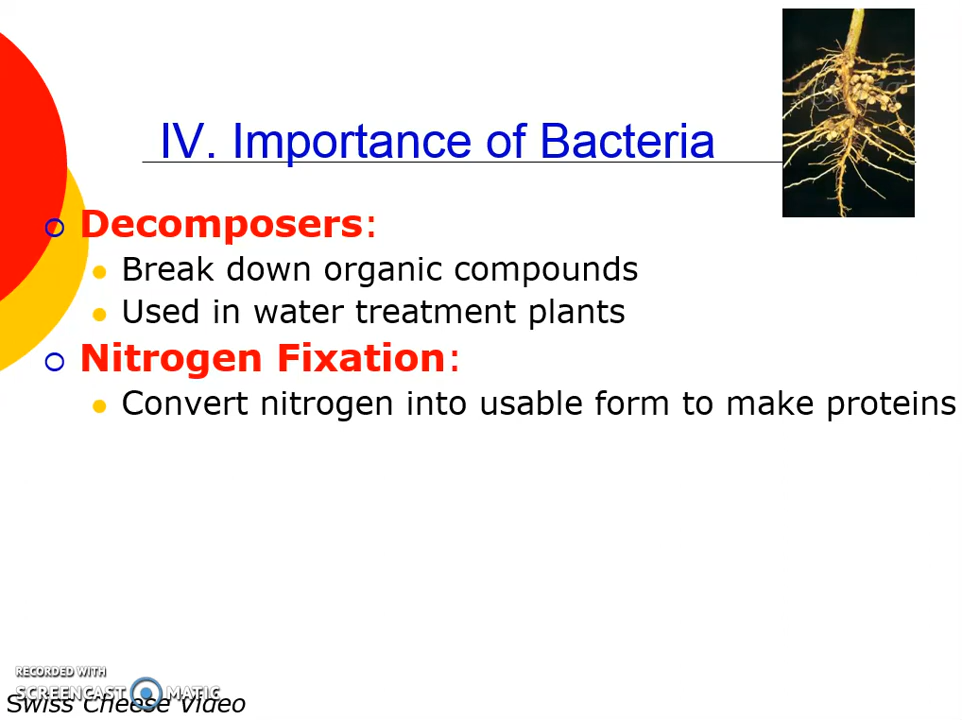 IV. Importance of Bacteria
Decomposers:
Break down organic compounds
Used in water treatment plants
Nitrogen Fixation:
Convert nitrogen into usable form to make proteins
RECORDED WITH
SCREENCAST MATIC
Swiss Cheese Video